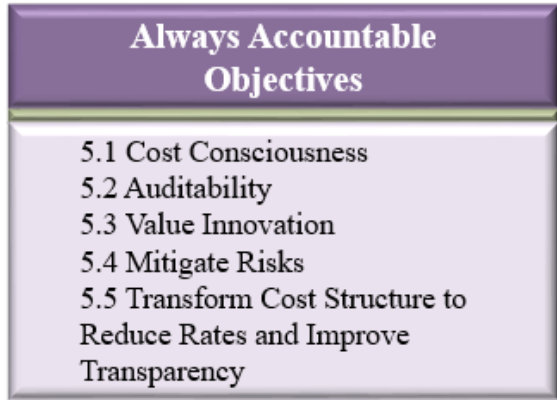 Always Accountable
Objectives
5.1 Cost Consciousness
5.2 Auditability
5.3 Value Innovation
5.4 Mitigate Risks
5.5 Transform Cost Structure to
Reduce Rates and Improve
Transparency